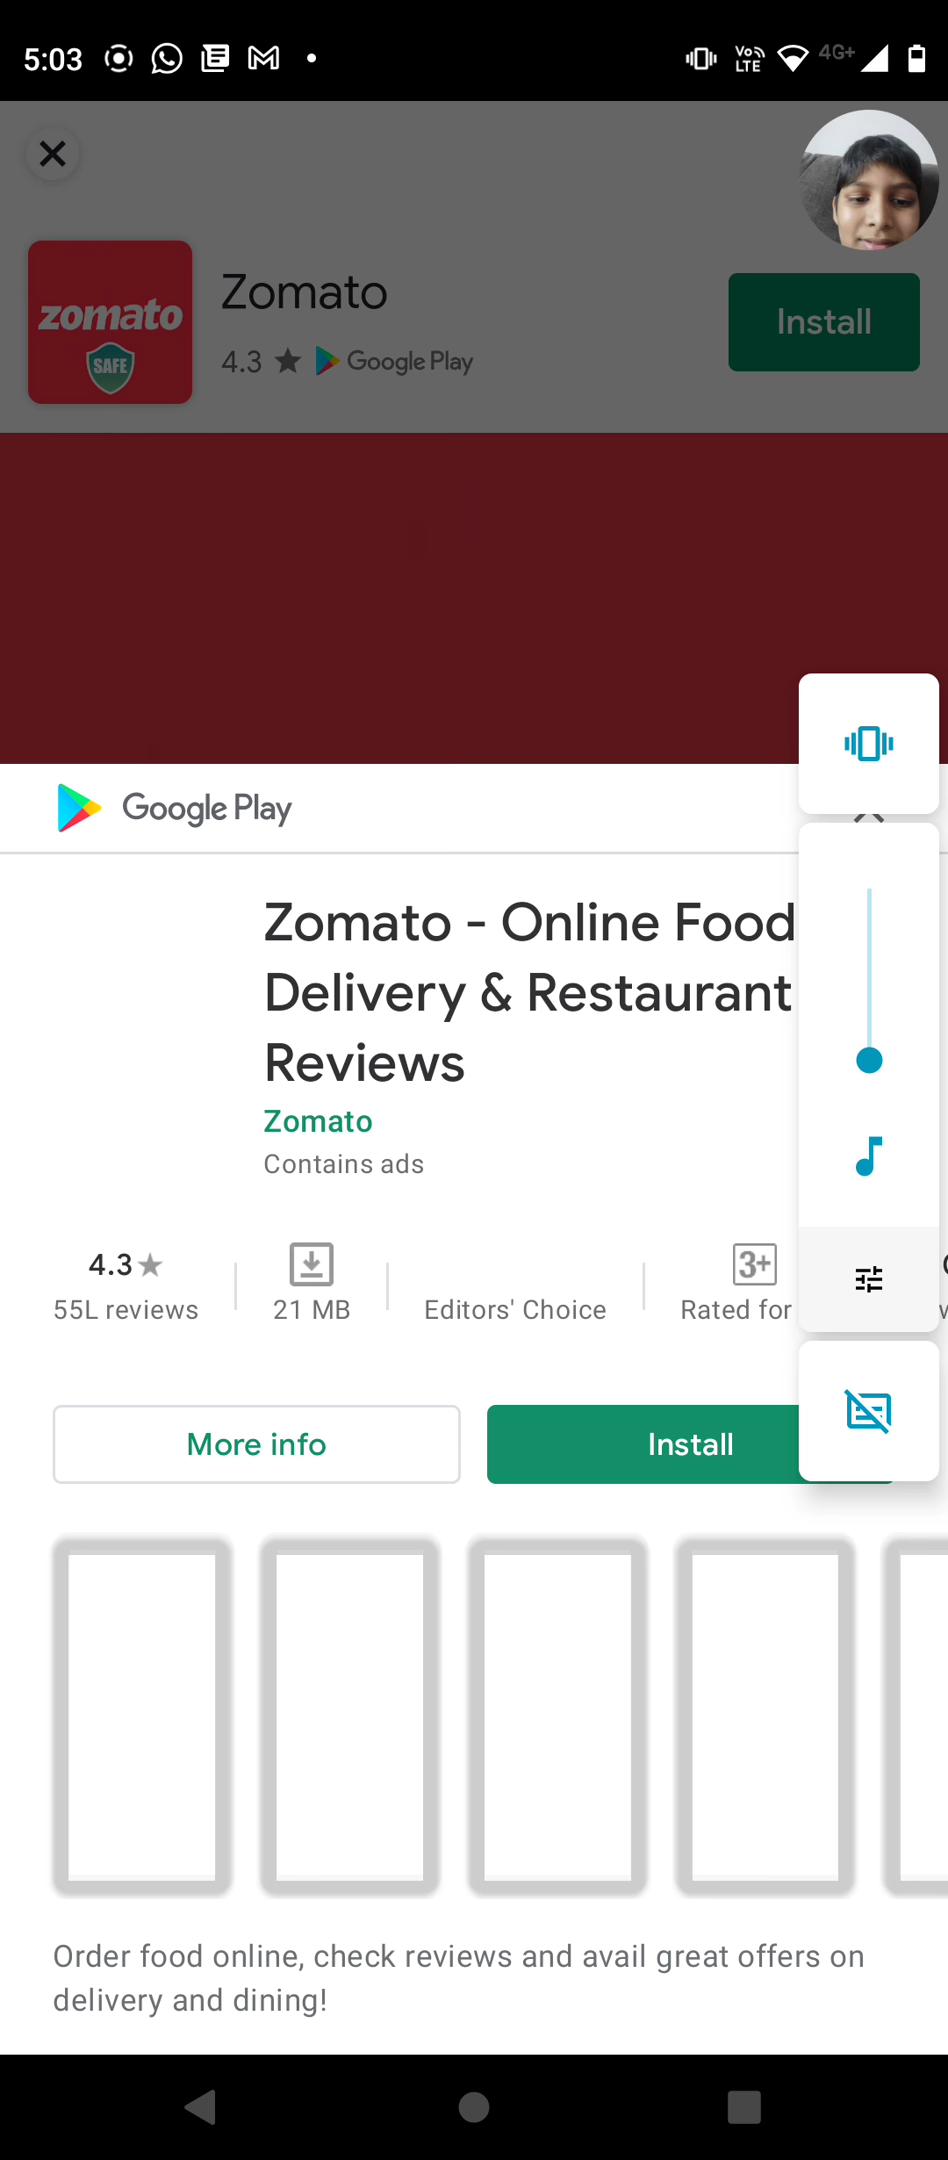 5:03
Vo LTE 4G+
zomato
SAFE
Zomato
4.3 ★ Google Play
Install
Google Play
Zomato - Online Food
Delivery & Restaurant
Reviews
Zomato
Contains ads
4.3★
55L reviews
21 MB
Editors' Choice
3+
Rated for
More info
Install
Order food online, check reviews and avail great offers on
delivery and dining!